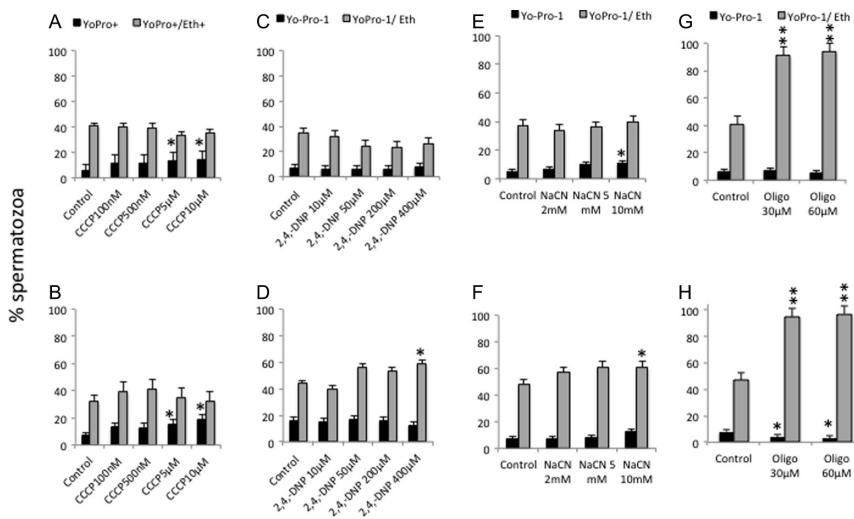 A
YoPro+
YoPro+/Eth+
100
80
60
40
20
0
*
*
Control
CCCP100nM
CCCP500nM
CCCP5µM
CCCP10µM
C
Yo-Pro-1
YoPro-1/ Eth
100
80
60
40
20
0
Control
2,4,-DNP 10µM
2,4,-DNP 50µM
2,4,-DNP 200µM
2,4,-DNP 400µM
E
Yo-Pro-1
YoPro-1/ Eth
100
80
60
40
20
0
*
Control
NaCN 2mM
NaCN 5 mM
NaCN 10mM
G
Yo-Pro-1
YoPro-1/ Eth
100
80
60
40
20
0
**
**
Control
Oligo 30µM
Oligo 60µM
% spermatozoa
B
100
80
60
40
20
0
*
*
Control
CCCP100nM
CCCP500nM
CCCP5µM
CCCP10µM
D
100
80
60
40
20
0
*
Control
2,4,-DNP 10µM
2,4,-DNP 50µM
2,4,-DNP 200µM
2,4,-DNP 400µM
F
100
80
60
40
20
0
*
Control
NaCN 2mM
NaCN 5 mM
NaCN 10mM
H
100
80
60
40
20
0
**
**
*
*
Control
Oligo 30µM
Oligo 60µM